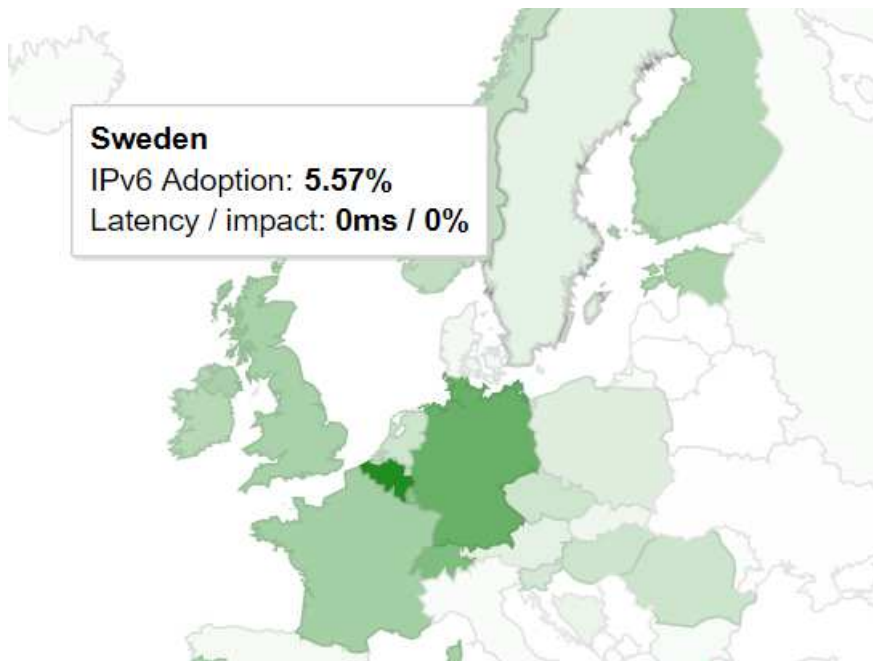 Sweden
IPv6 Adoption: 5.57%
Latency / impact: 0ms / 0%